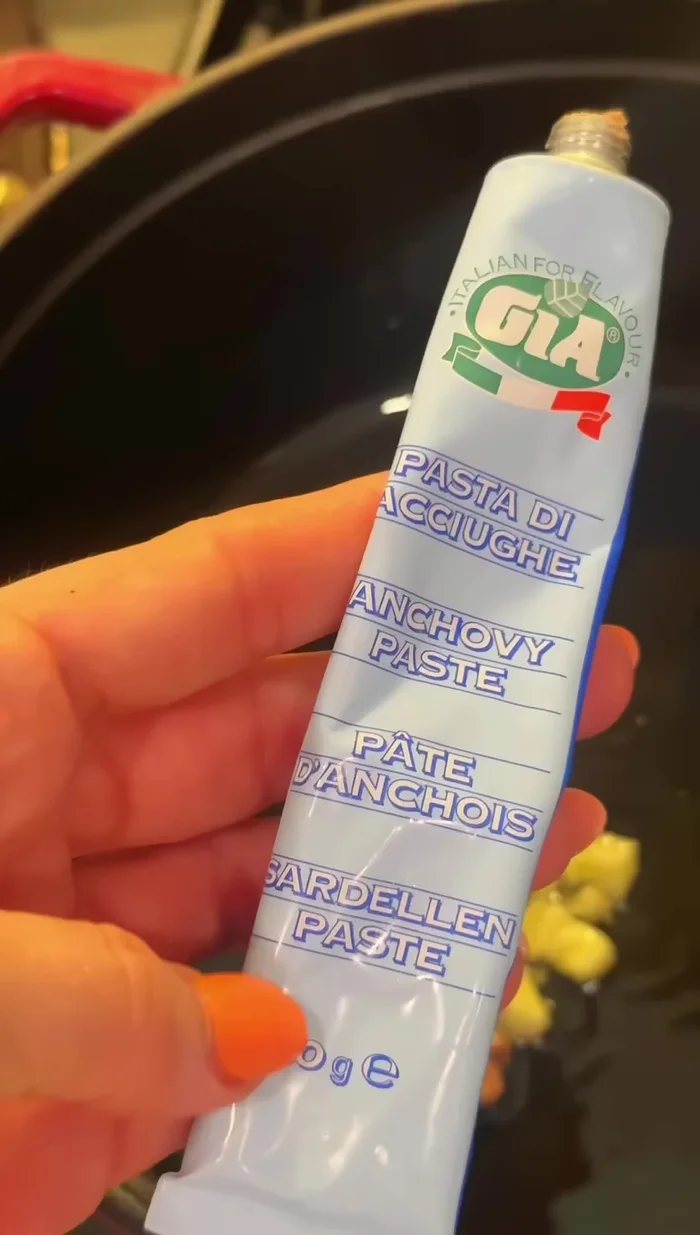 ITALIAN FOR FLAVOUR
GIA®
PASTA DI
ACCIUGHE
ANCHOVY
PASTE
PÂTE
D'ANCHOIS
SARDELLEN
PASTE
g e